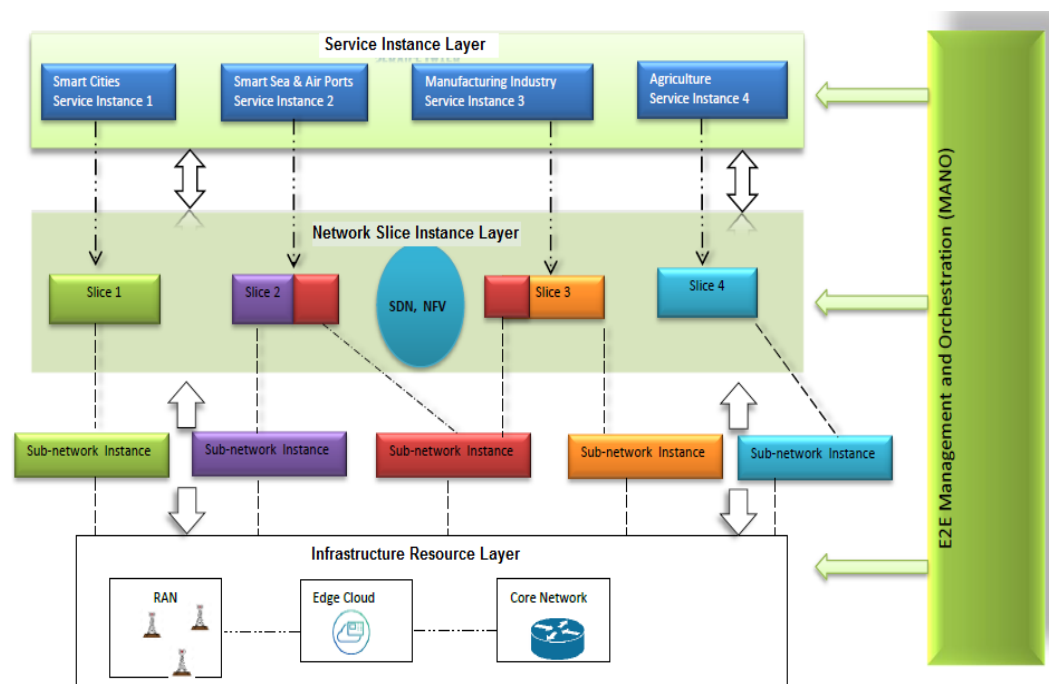 Service Instance Layer
Smart Cities
Service Instance 1
Smart Sea & Air Ports
Service Instance 2
Manufacturing Industry
Service Instance 3
Agriculture
Service Instance 4
Network Slice Instance Layer
Slice 1
Slice 2
SDN, NFV
Slice 3
Slice 4
Sub-network Instance
Sub-network Instance
Sub-network Instance
Sub-network Instance
Sub-network Instance
Infrastructure Resource Layer
RAN
Edge Cloud
Core Network
E2E Management and Orchestration (MANO)